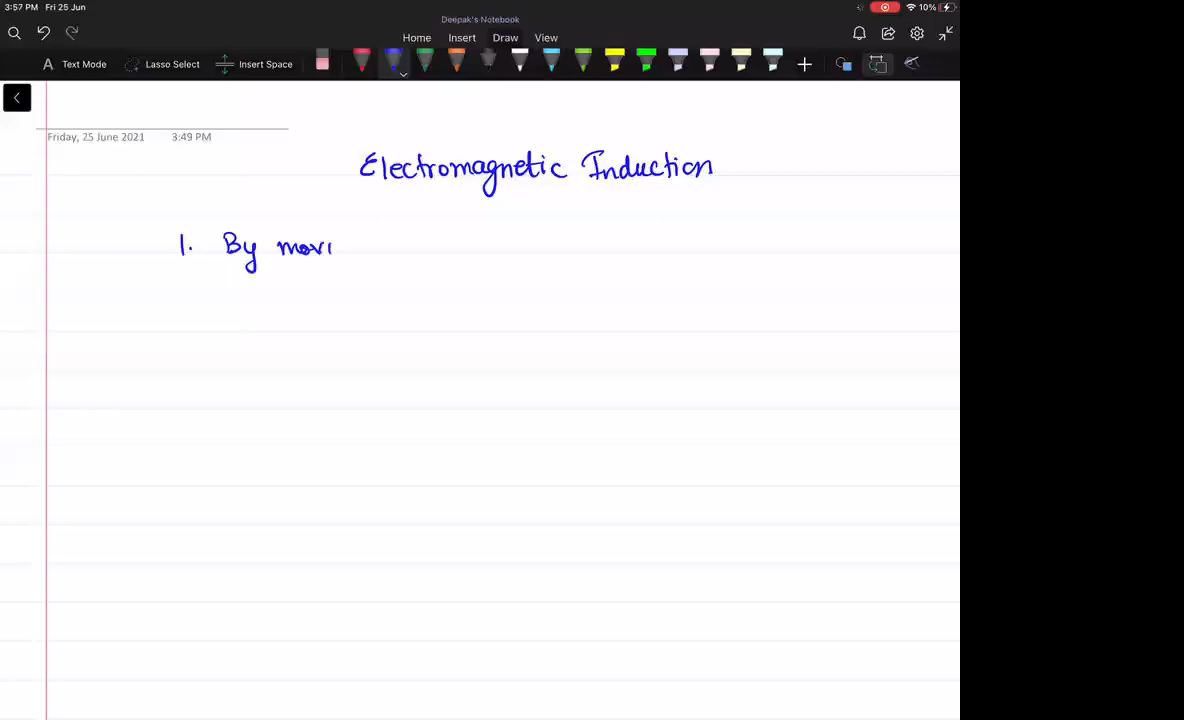 3:57 PM Fri 25 Jun
10%
Deepak's Notebook
Home Insert Draw View
A Text Mode Lasso Select Insert Space
Friday, 25 June 2021 3:49 PM
Electromagnetic Induction
1. By movi